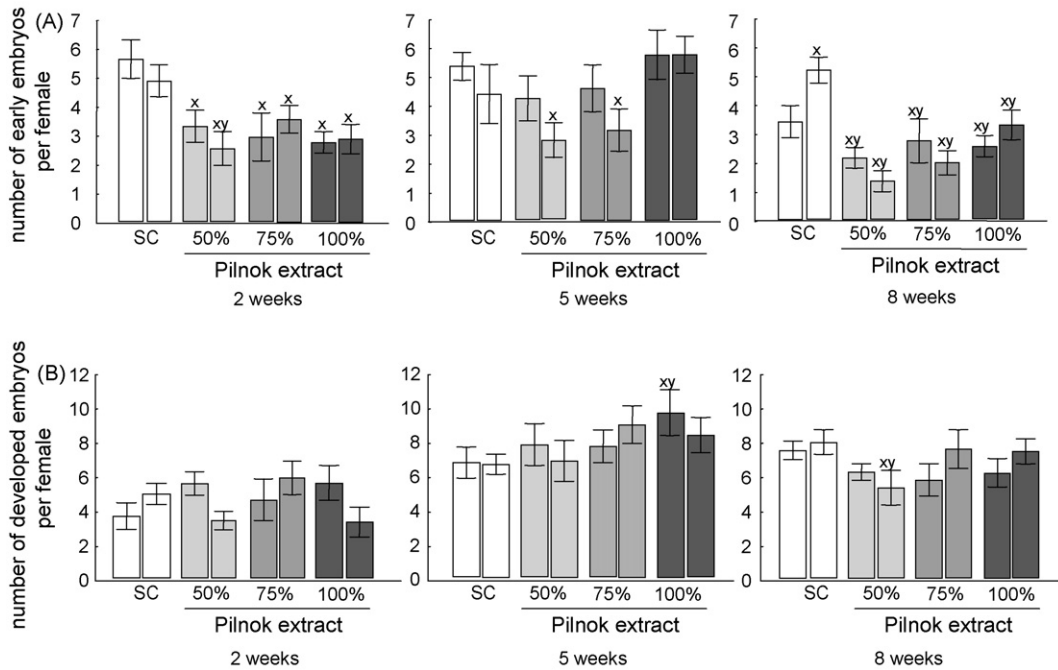 (A)
number of early embryos
per female
7
6
5
4
3
2
1
0
x
xy
x
x
x
x
SC 50% 75% 100%
Pilnok extract
2 weeks
7
6
5
4
3
2
1
0
x
x
SC 50% 75% 100%
Pilnok extract
5 weeks
7
6
5
4
3
2
1
0
x
xy
xy
xy
xy
xy
xy
SC 50% 75% 100%
Pilnok extract
8 weeks
(B)
number of developed embryos
per female
12
10
8
6
4
2
0
SC 50% 75% 100%
Pilnok extract
2 weeks
12
10
8
6
4
2
0
xy
SC 50% 75% 100%
Pilnok extract
5 weeks
12
10
8
6
4
2
0
xy
SC 50% 75% 100%
Pilnok extract
8 weeks